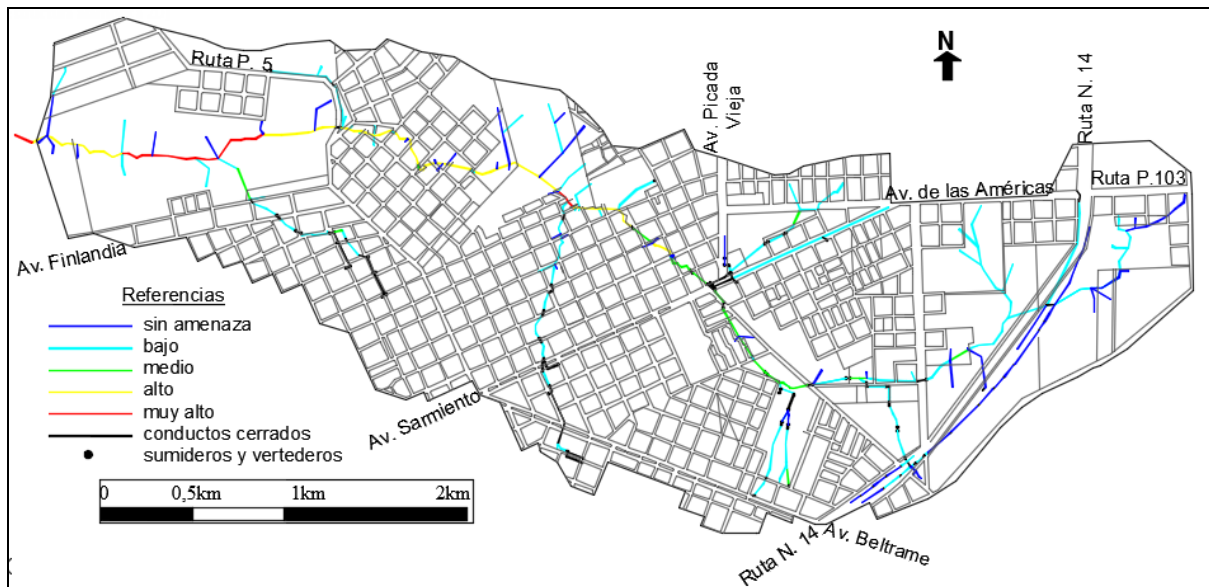 N
Ruta P. 5
Av. Picada
Vieja
Ruta N. 14
Ruta P.103
Av. de las Américas
Av. Finlandia
Referencias
sin amenaza
bajo
medio
alto
muy alto
conductos cerrados
sumideros y vertederos
Av. Sarmiento
0 0,5km 1km 2km
Ruta N. 14
Av. Beltrame